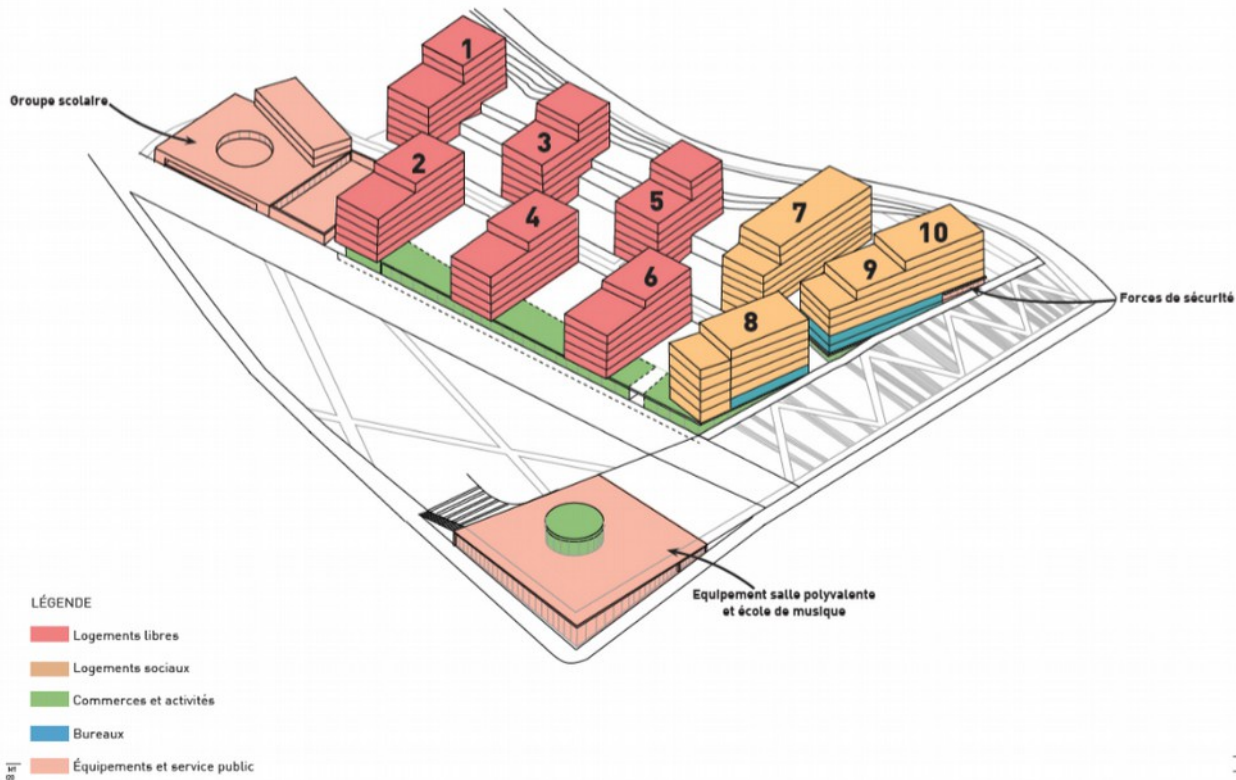 1
Groupe scolaire
3
2
5
4
7
10
6
9
Forces de sécurité
8
Equipement salle polyvalente
et école de musique
LÉGENDE
Logements libres
Logements sociaux
Commerces et activités
Bureaux
Équipements et service public